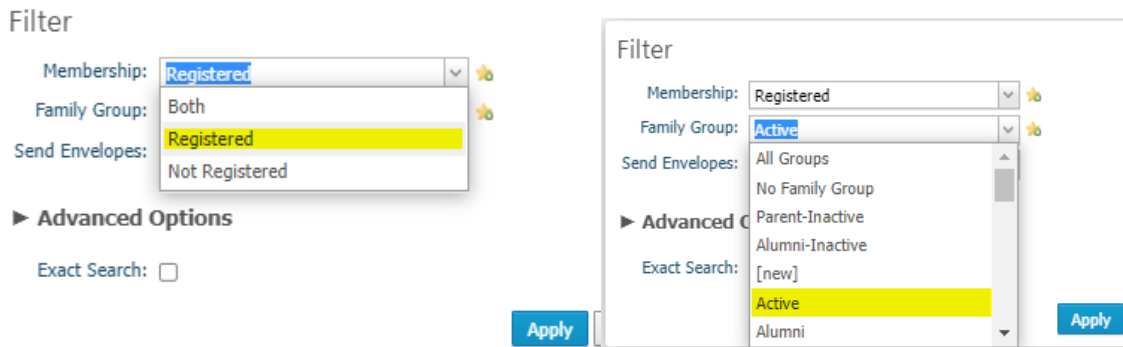 Filter
Membership: Registered
Both
Family Group:
Registered
Send Envelopes:
Not Registered
▶ Advanced Options
Exact Search:
Apply
Filter
Membership: Registered
Family Group: Active
All Groups
Send Envelopes:
No Family Group
Parent-Inactive
▶ Advanced
Alumni-Inactive
Exact Search:
[new]
Active
Alumni
Apply